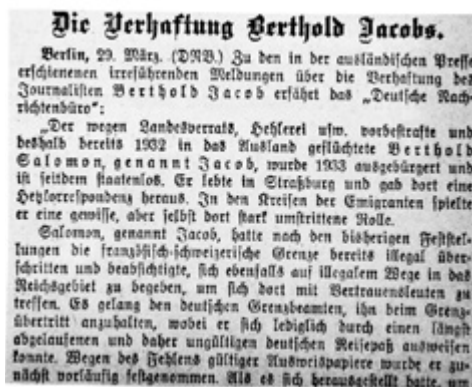 Die Verhaftung Berthold Jacobs.
Berlin, 29. März. (DNB.) Zu den in der ausländischen Presse
erschienenen irreführenden Meldungen über die Verhaftung des
Journalisten Berthold Jacob erfährt das „Deutsche Nach-
richtenbüro“:
„Der wegen Landesverrats, Hehlerei usw. vorbestrafte und
deshalb bereits 1932 in das Ausland geflüchtete Berthold
Salomon, genannt Jacob, wurde 1933 ausgebürgert und
ist seitdem staatenlos. Er lebte in Straßburg und gab dort eine
Hetzkorrespondenz heraus. In den Kreisen der Emigranten spielte
er eine gewisse, aber selbst dort stark umstrittene Rolle.
Salomon, genannt Jacob, hatte nach den bisherigen Feststel-
lungen die französisch-schweizerische Grenze bereits illegal über-
schritten und beabsichtigte, sich ebenfalls auf illegalem Wege in das
Reichsgebiet zu begeben, um sich dort mit Vertrauensleuten zu
treffen. Es gelang den deutschen Grenzbeamten, ihn beim Grenz-
übertritt anzuhalten, wobei er sich lediglich durch einen längst
abgelaufenen und daher ungültigen deutschen Reisepaß ausweisen
konnte. Wegen des Fehlens gültiger Ausweispapiere wurde er zu-
nächst vorläufig festgenommen. Als es sich herausgestellt hatte,